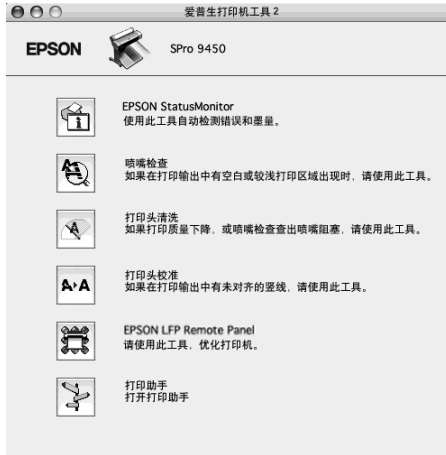 爱普生打印机工具 2
EPSON
SPro 9450
EPSON StatusMonitor
使用此工具自动检测错误和墨量。
喷嘴检查
如果在打印输出中有空白或较浅打印区域出现时，请使用此工具。
打印头清洗
如果打印质量下降，或喷嘴检查查出喷嘴阻塞，请使用此工具。
打印头校准
如果在打印输出中有未对齐的竖线，请使用此工具。
EPSON LFP Remote Panel
请使用此工具，优化打印机。
打印助手
打开打印助手